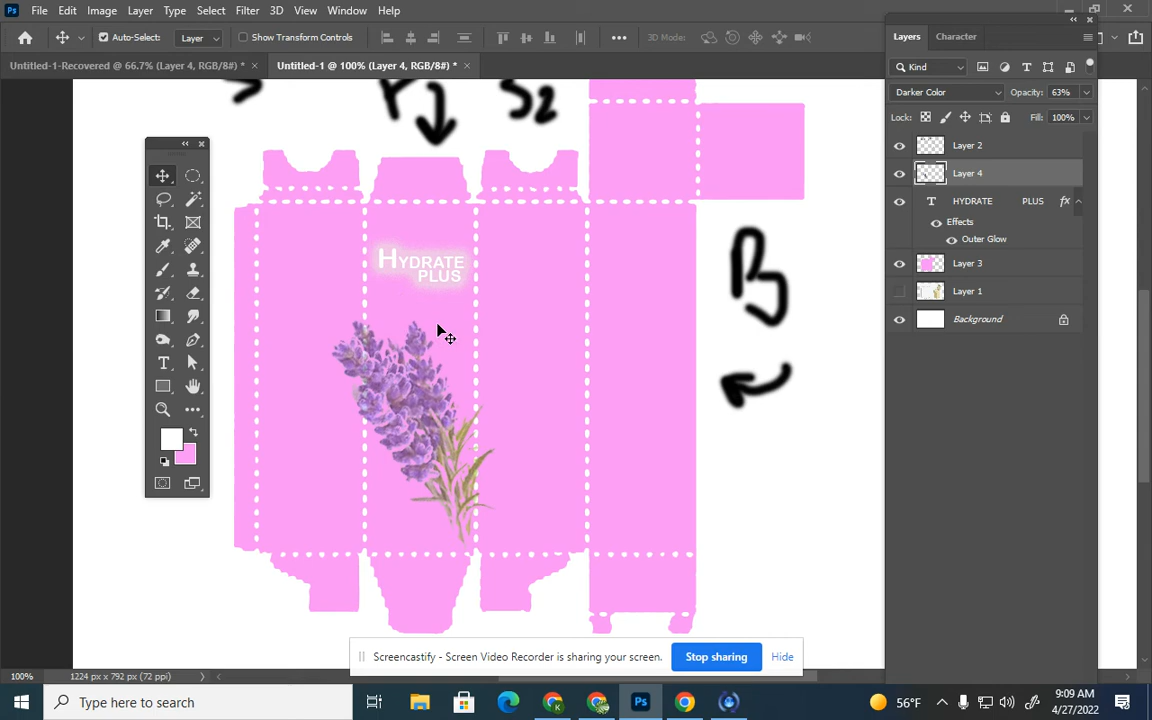 Ps File Edit Image Layer Type Select Filter 3D View Window Help
Auto-Select: Layer Show Transform Controls 3D Mode:
Untitled-1-Recovered @ 66.7% (Layer 4, RGB/8#) * Untitled-1 @ 100% (Layer 4, RGB/8#) *
Layers Character
Kind
Darker Color Opacity: 63%
Lock: Fill: 100%
Layer 2
Layer 4
T HYDRATE PLUS fx
Effects
Outer Glow
Layer 3
Layer 1
Background
S2
HYDRATE
PLUS
B
Screencastify - Screen Video Recorder is sharing your screen. Stop sharing Hide
100% 1224 px x 792 px (72 ppi)
Type here to search
56°F
9:09 AM
4/27/2022